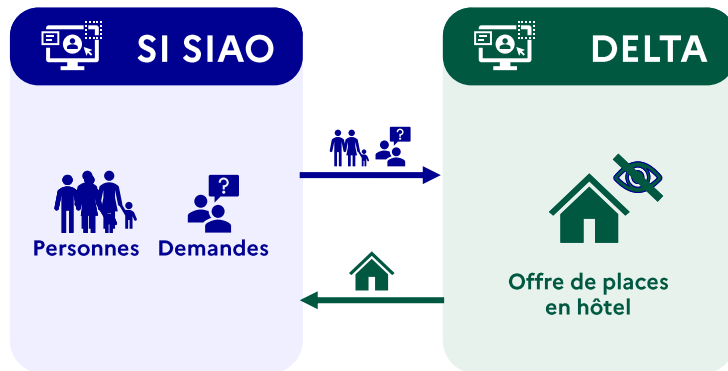 SI SIAO
DELTA
?
?
Personnes
Demandes
Offre de places
en hôtel